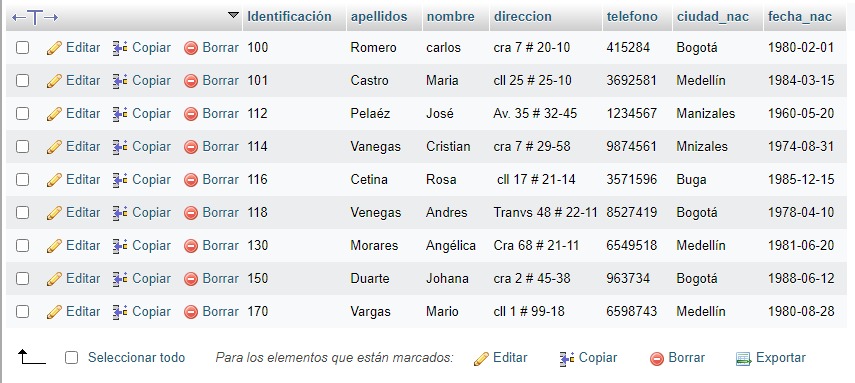 Identificación apellidos nombre direccion telefono ciudad_nac fecha_nac
Editar Copiar Borrar 100 Romero carlos cra 7 # 20-10 415284 Bogotá 1980-02-01
Editar Copiar Borrar 101 Castro Maria cll 25 # 25-10 3692581 Medellín 1984-03-15
Editar Copiar Borrar 112 Pelaéz José Av. 35 # 32-45 1234567 Manizales 1960-05-20
Editar Copiar Borrar 114 Vanegas Cristian cra 7 # 29-58 9874561 Mnizales 1974-08-31
Editar Copiar Borrar 116 Cetina Rosa cll 17 # 21-14 3571596 Buga 1985-12-15
Editar Copiar Borrar 118 Venegas Andres Tranvs 48 # 22-11 8527419 Bogotá 1978-04-10
Editar Copiar Borrar 130 Morares Angélica Cra 68 # 21-11 6549518 Medellín 1981-06-20
Editar Copiar Borrar 150 Duarte Johana cra 2 # 45-38 963734 Bogotá 1988-06-12
Editar Copiar Borrar 170 Vargas Mario cll 1 # 99-18 6598743 Medellín 1980-08-28
Seleccionar todo Para los elementos que están marcados: Editar Copiar Borrar Exportar